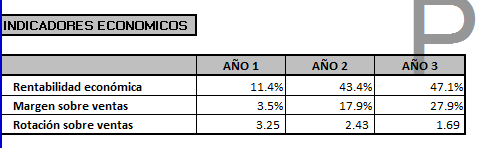 INDICADORES ECONOMICOS
AÑO 1 AÑO 2 AÑO 3
Rentabilidad económica 11.4% 43.4% 47.1%
Margen sobre ventas 3.5% 17.9% 27.9%
Rotación sobre ventas 3.25 2.43 1.69